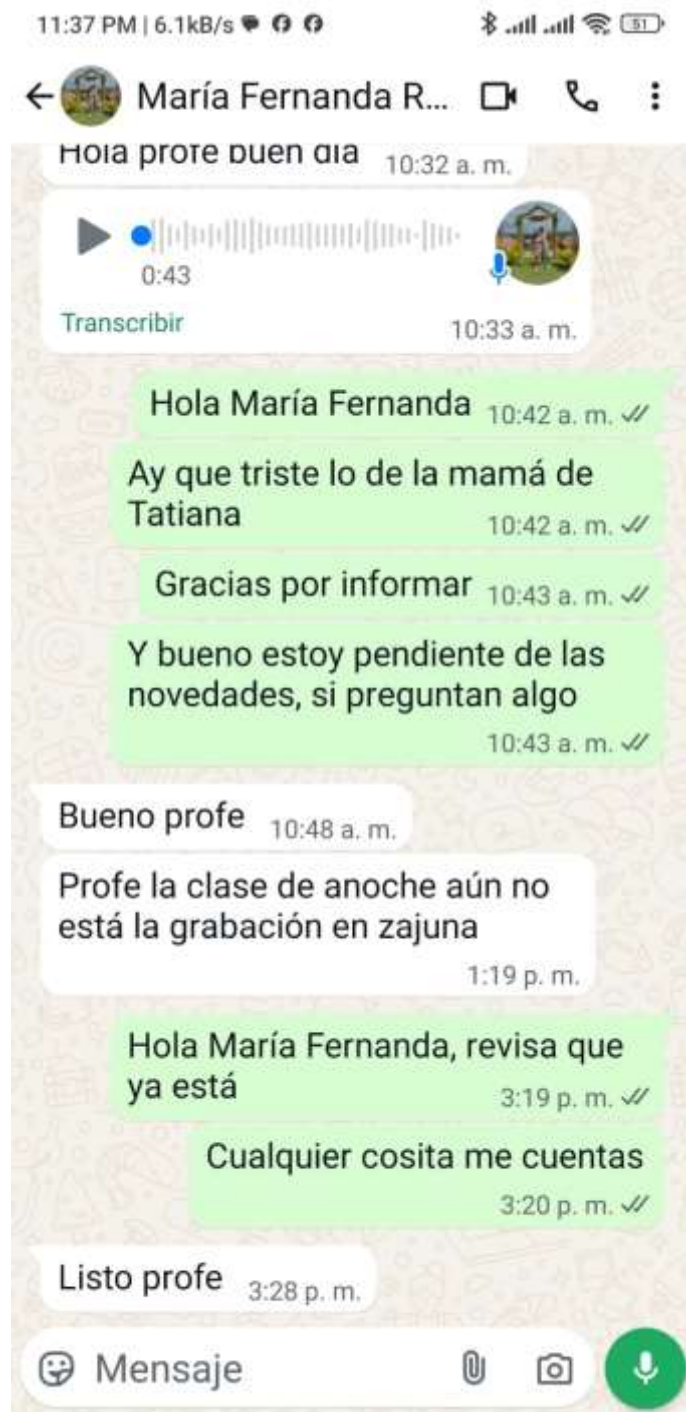 11:37 PM | 6.1kB/s
51
María Fernanda R...
Hola profe buen día 10:32 a. m.
0:43
Transcribir 10:33 a. m.
Hola María Fernanda 10:42 a. m.
Ay que triste lo de la mamá de
Tatiana 10:42 a. m.
Gracias por informar 10:43 a. m.
Y bueno estoy pendiente de las
novedades, si preguntan algo
10:43 a. m.
Bueno profe 10:48 a. m.
Profe la clase de anoche aún no
está la grabación en zajuna
1:19 p. m.
Hola María Fernanda, revisa que
ya está 3:19 p. m.
Cualquier cosita me cuentas
3:20 p. m.
Listo profe 3:28 p. m.
Mensaje